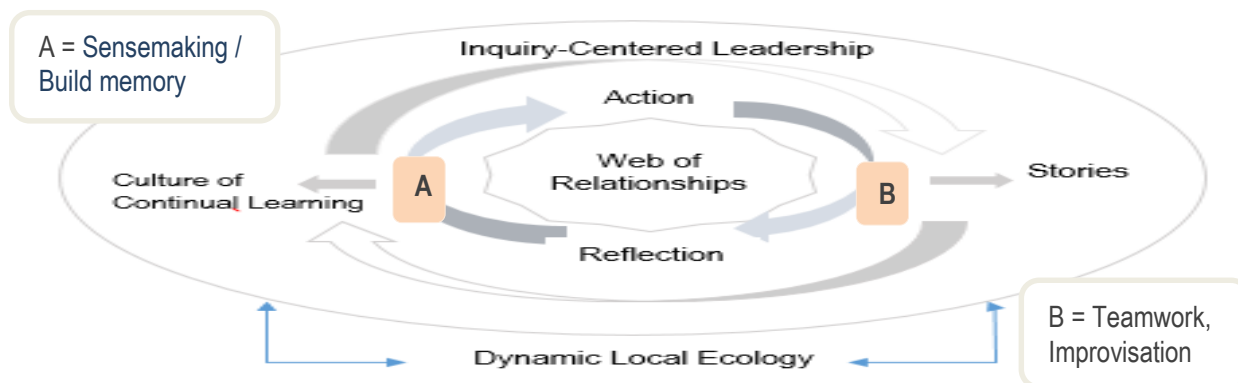 A = Sensemaking /
Build memory
Inquiry-Centered Leadership
Action
Web of
Relationships
A
B
Culture of
Continual Learning
Stories
Reflection
B = Teamwork,
Improvisation
Dynamic Local Ecology